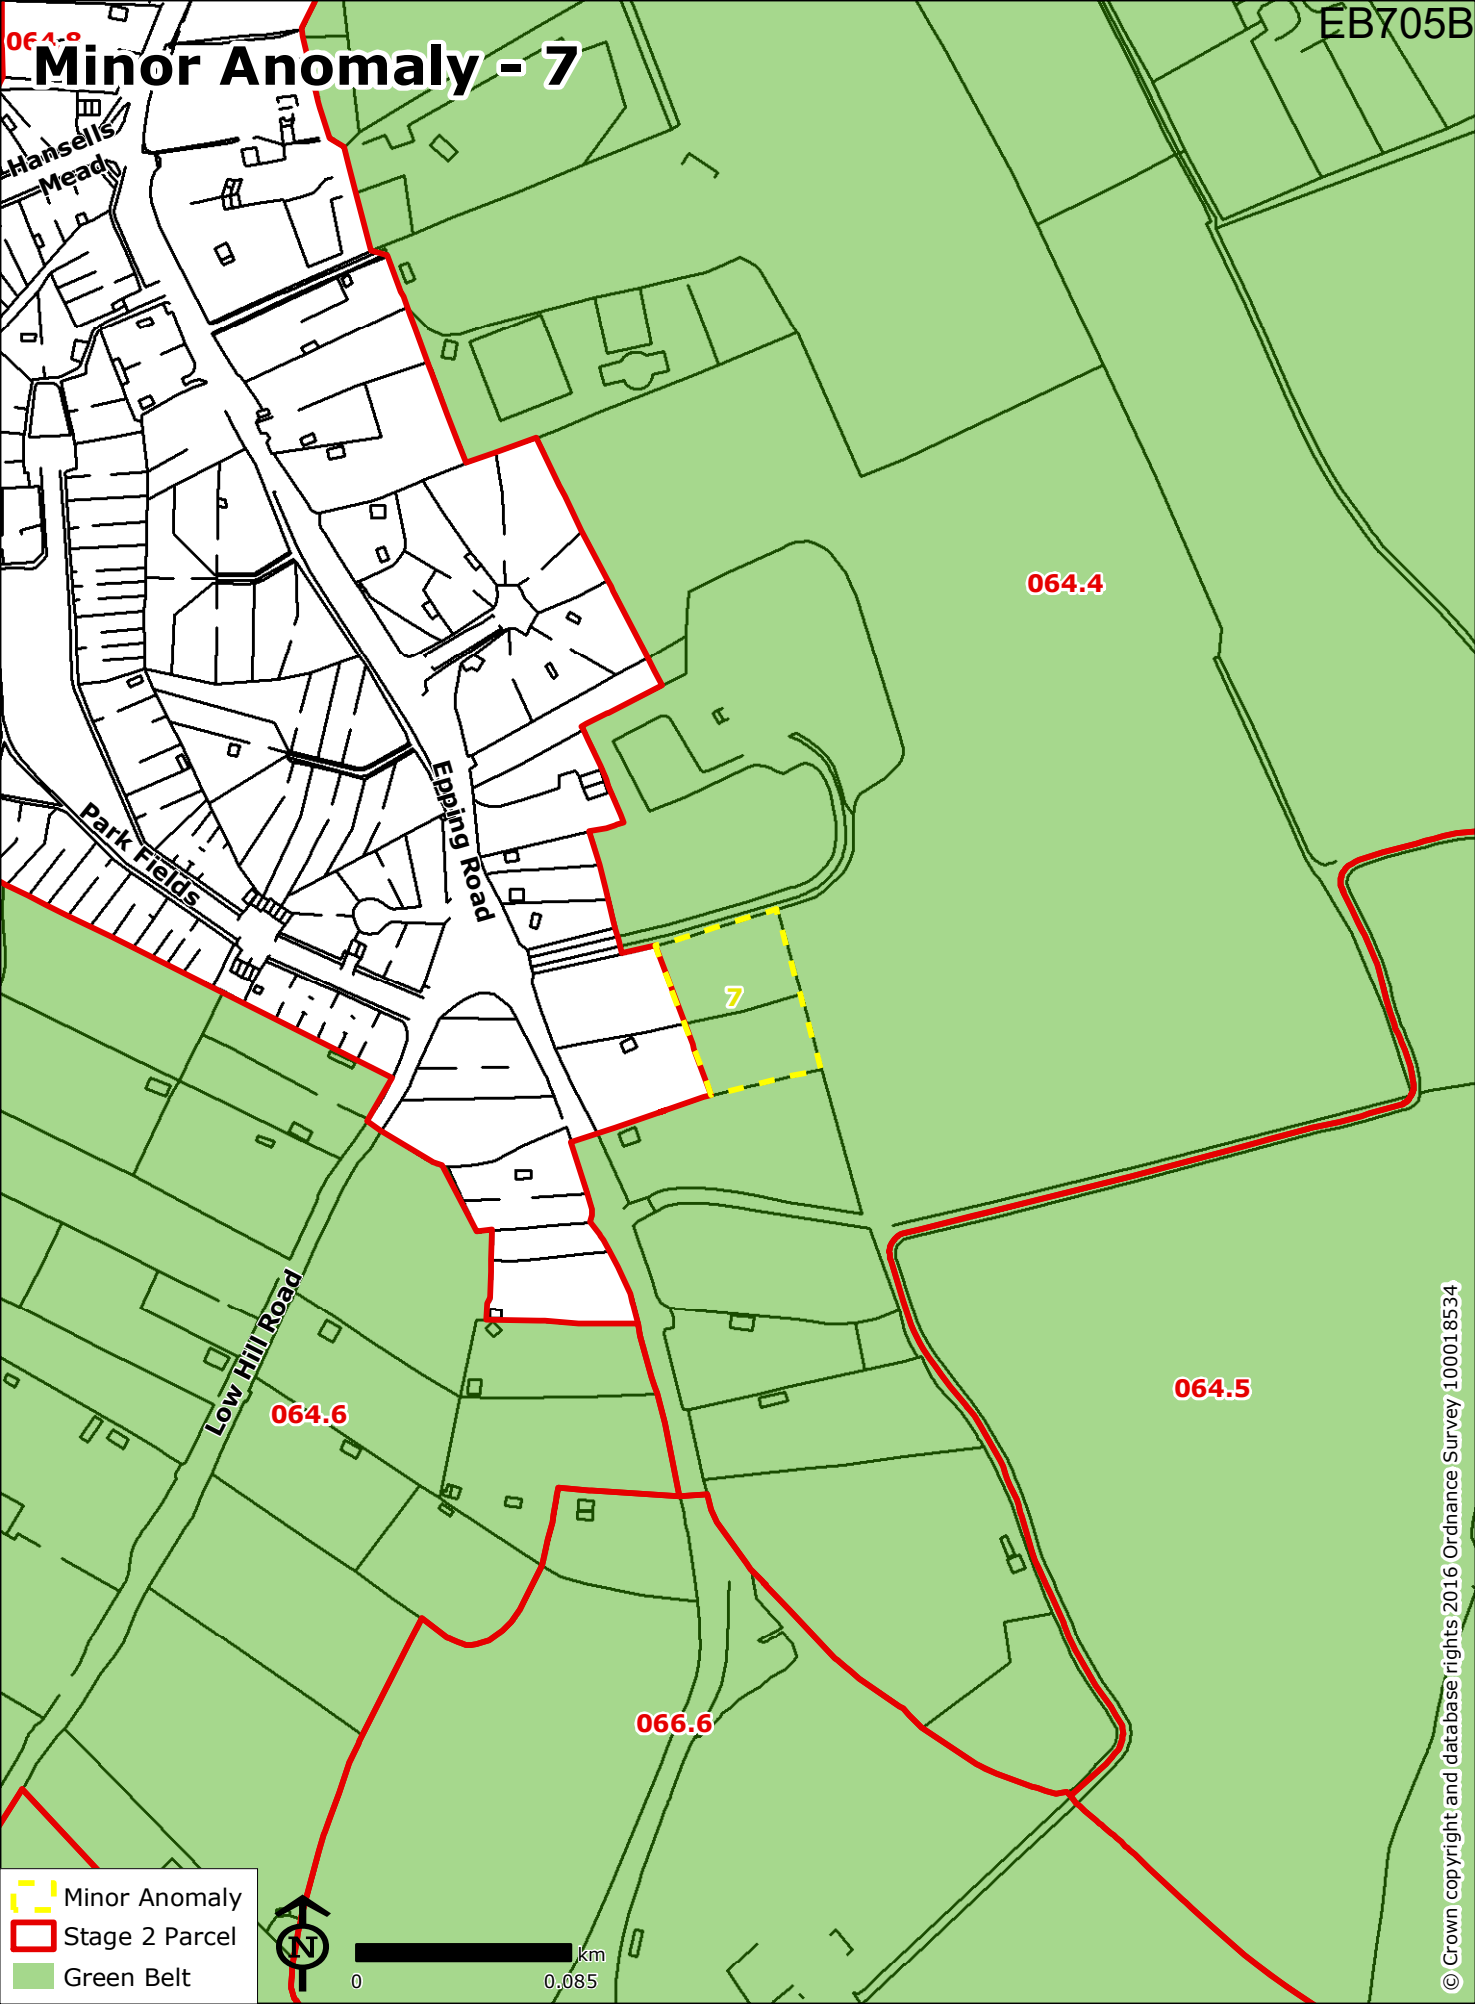 EB705B
064.8
Minor Anomaly - 7
Hansells
Mead
064.4
Epping Road
Park Fields
7
Low Hill Road
064.6
064.5
066.6
Minor Anomaly
Stage 2 Parcel
Green Belt
N
km
0 0.085
© Crown copyright and database rights 2016 Ordnance Survey 100018534